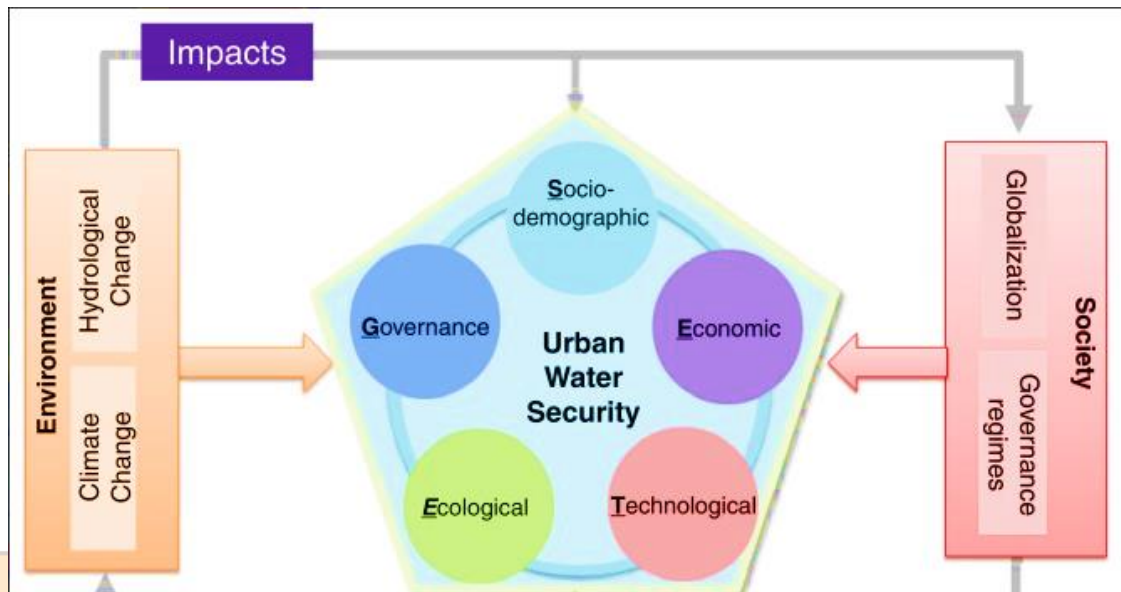 Impacts
Environment
Hydrological
Change
Climate
Change
Socio-
demographic
Governance
Economic
Urban
Water
Security
Ecological
Technological
Globalization
Governance
regimes
Society